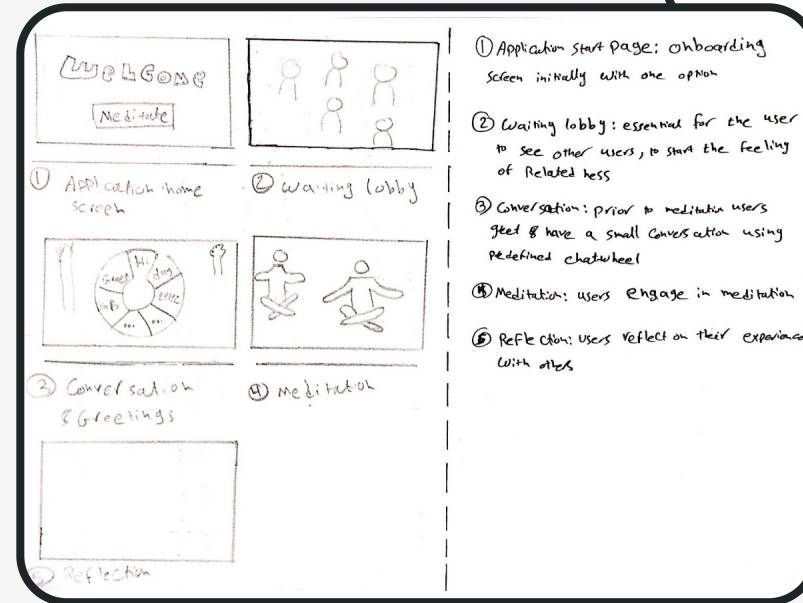 WELCOME
Meditate
① Application home
screen
② Waiting lobby
Hi
③ Conversation
& Greetings
④ Meditation
⑤ Reflection
① Application start page: onboarding
screen initially with one option
② Waiting lobby: essential for the user
to see other users, to start the feeling
of Related ness
③ Conversation: prior to meditation users
greet & have a small conversation using
predefined chatwheel
④ Meditation: users engage in meditation
⑤ Reflection: users reflect on their experience
with others